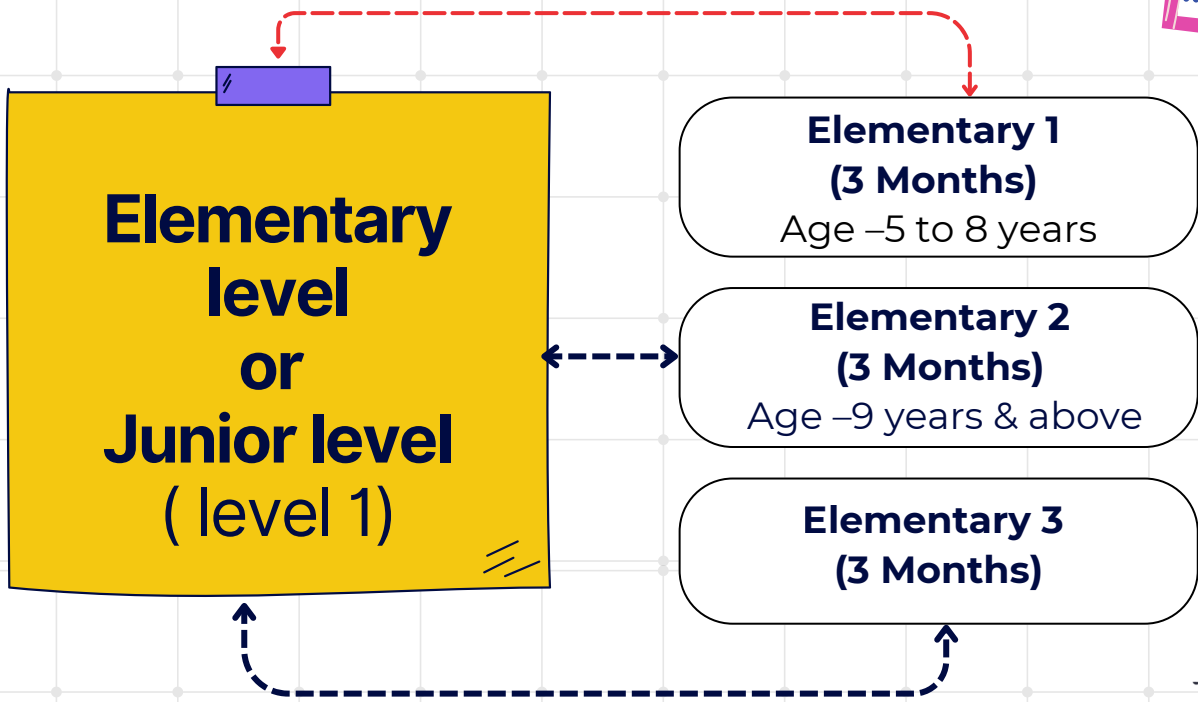 Elementary
level
or
Junior level
( level 1)
Elementary 1
(3 Months)
Age –5 to 8 years
Elementary 2
(3 Months)
Age –9 years & above
Elementary 3
(3 Months)